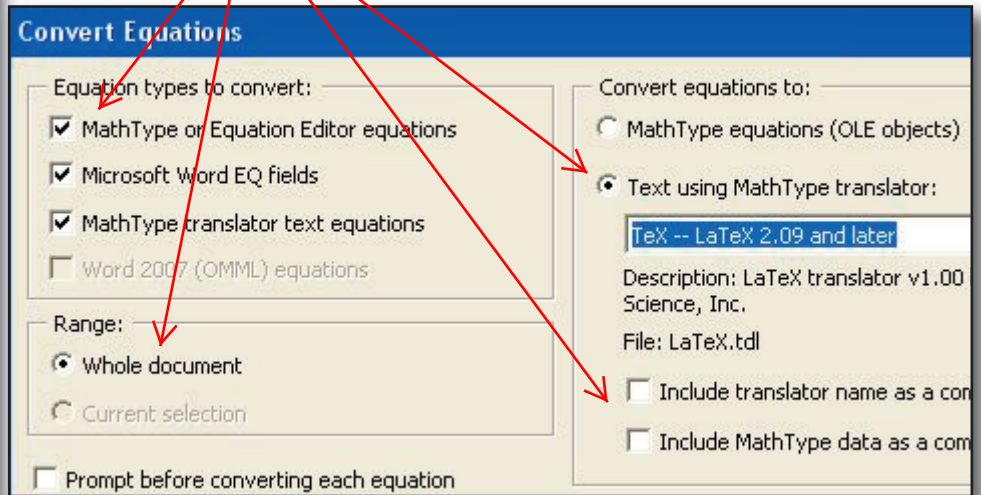 Convert Equations
Equation types to convert:
MathType or Equation Editor equations
Microsoft Word EQ fields
MathType translator text equations
Word 2007 (OMML) equations
Range:
Whole document
Current selection
Prompt before converting each equation
Convert equations to:
MathType equations (OLE objects)
Text using MathType translator:
TeX -- LaTeX 2.09 and later
Description: LaTeX translator v1.00
Science, Inc.
File: LaTeX.tdl
Include translator name as a com
Include MathType data as a com